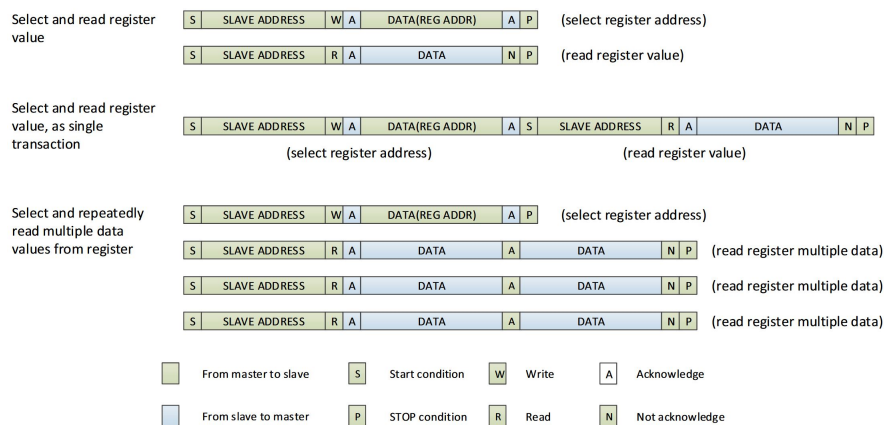 Select and read register
value
S SLAVE ADDRESS W A DATA(REG ADDR) A P (select register address)
S SLAVE ADDRESS R A DATA N P (read register value)
Select and read register
value, as single
transaction
S SLAVE ADDRESS W A DATA(REG ADDR) A S SLAVE ADDRESS R A DATA N P
(select register address) (read register value)
Select and repeatedly
read multiple data
values from register
S SLAVE ADDRESS W A DATA(REG ADDR) A P (select register address)
S SLAVE ADDRESS R A DATA A DATA N P (read register multiple data)
S SLAVE ADDRESS R A DATA A DATA N P (read register multiple data)
S SLAVE ADDRESS R A DATA A DATA N P (read register multiple data)
From master to slave S Start condition W Write A Acknowledge
From slave to master P STOP condition R Read N Not acknowledge